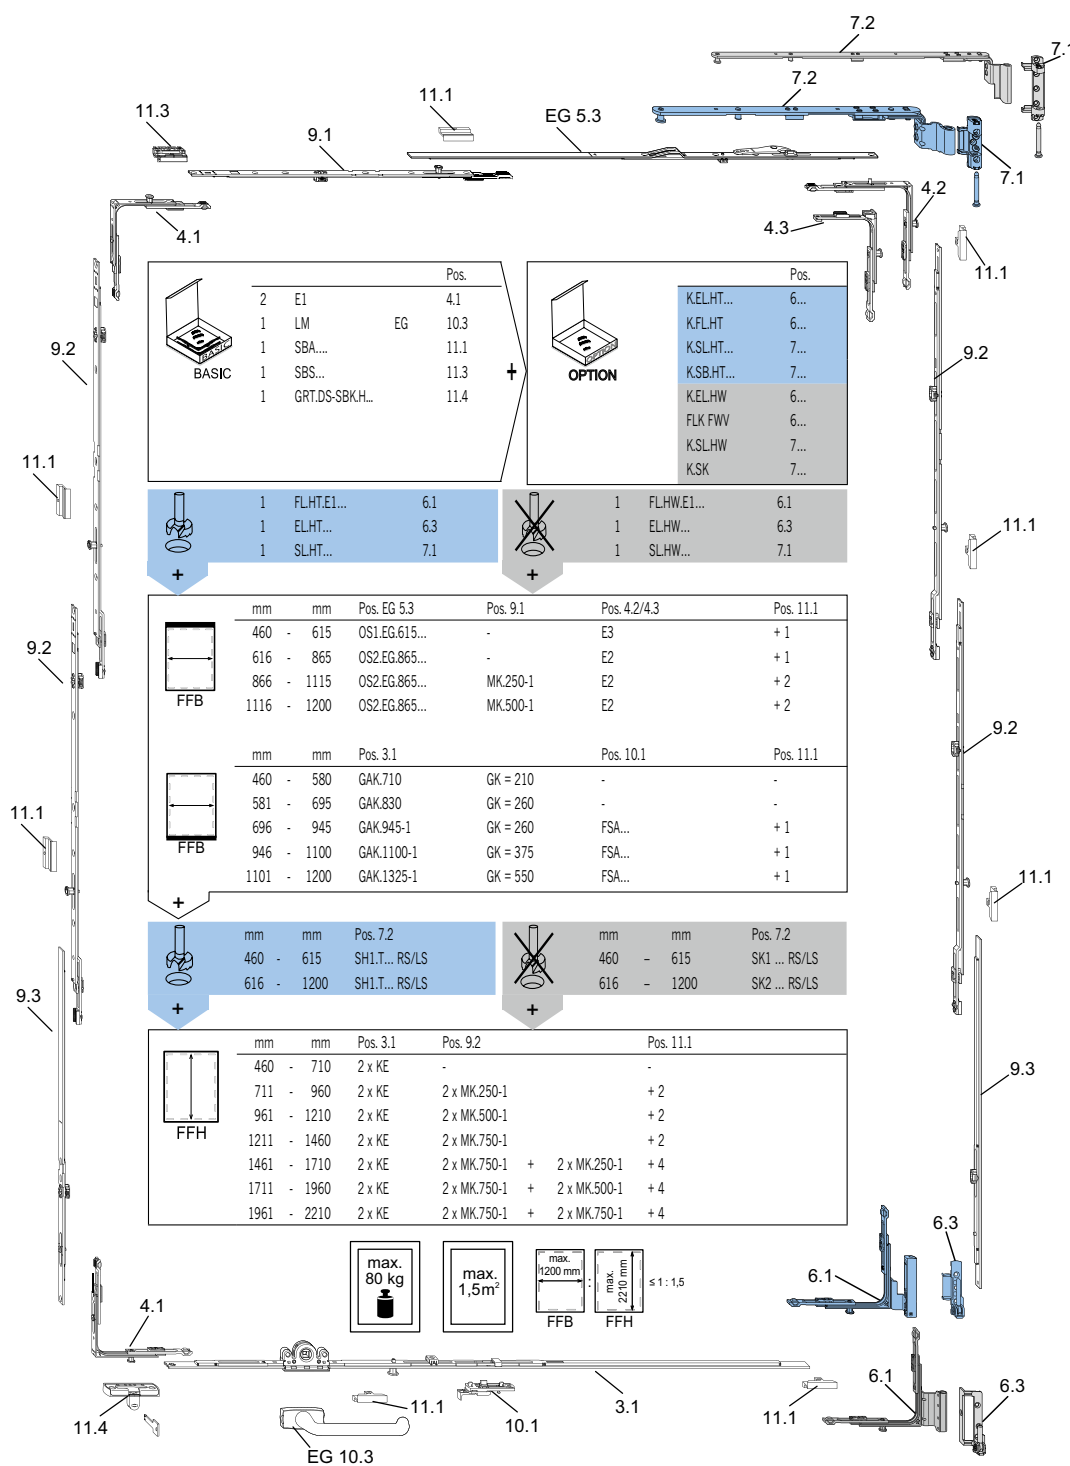 7.2
7.1
7.2
11.1
11.3
EG 5.3
9.1
7.1
4.2
4.1
4.3
11.1
Pos.
2 E1 4.1
1 LM EG 10.3
1 SBA.... 11.1
1 SBS... 11.3
1 GRT.DS-SBK.H... 11.4
BASIC
BASIC
+
Pos.
K.EL.HT... 6...
K.FL.HT 6...
K.SL.HT... 7...
K.SB.HT... 7...
K.EL.HW 6...
FLK FWV 6...
K.SL.HW 7...
K.SK 7...
OPTION
OPTION
9.2
9.2
11.1
11.1
1 FL.HT.E1... 6.1
1 EL.HT... 6.3
1 SL.HT... 7.1
+
1 FL.HW.E1... 6.1
1 EL.HW... 6.3
1 SL.HW... 7.1
+
mm mm Pos. EG 5.3 Pos. 9.1 Pos. 4.2/4.3 Pos. 11.1
460 - 615 OS1.EG.615... - E3 + 1
616 - 865 OS2.EG.865... - E2 + 1
866 - 1115 OS2.EG.865... MK.250-1 E2 + 2
1116 - 1200 OS2.EG.865... MK.500-1 E2 + 2
FFB
mm mm Pos. 3.1 Pos. 10.1 Pos. 11.1
460 - 580 GAK.710 GK = 210 - -
581 - 695 GAK.830 GK = 260 - -
696 - 945 GAK.945-1 GK = 260 FSA... + 1
946 - 1100 GAK.1100-1 GK = 375 FSA... + 1
1101 - 1200 GAK.1325-1 GK = 550 FSA... + 1
FFB
+
9.2
9.2
11.1
11.1
mm mm Pos. 7.2
460 - 615 SH1.T... RS/LS
616 - 1200 SH1.T... RS/LS
+
mm mm Pos. 7.2
460 – 615 SK1 ... RS/LS
616 – 1200 SK2 ... RS/LS
+
9.3
9.3
mm mm Pos. 3.1 Pos. 9.2 Pos. 11.1
460 - 710 2 x KE - -
711 - 960 2 x KE 2 x MK.250-1 + 2
961 - 1210 2 x KE 2 x MK.500-1 + 2
1211 - 1460 2 x KE 2 x MK.750-1 + 2
1461 - 1710 2 x KE 2 x MK.750-1 + 2 x MK.250-1 + 4
1711 - 1960 2 x KE 2 x MK.750-1 + 2 x MK.500-1 + 4
1961 - 2210 2 x KE 2 x MK.750-1 + 2 x MK.750-1 + 4
FFH
max.
80 kg
max.
1,5m²
max.
1200 mm
FFB
:
max.
2210 mm
FFH
≤ 1 : 1,5
6.3
6.1
4.1
6.1
6.3
11.4
11.1
10.1
3.1
11.1
EG 10.3